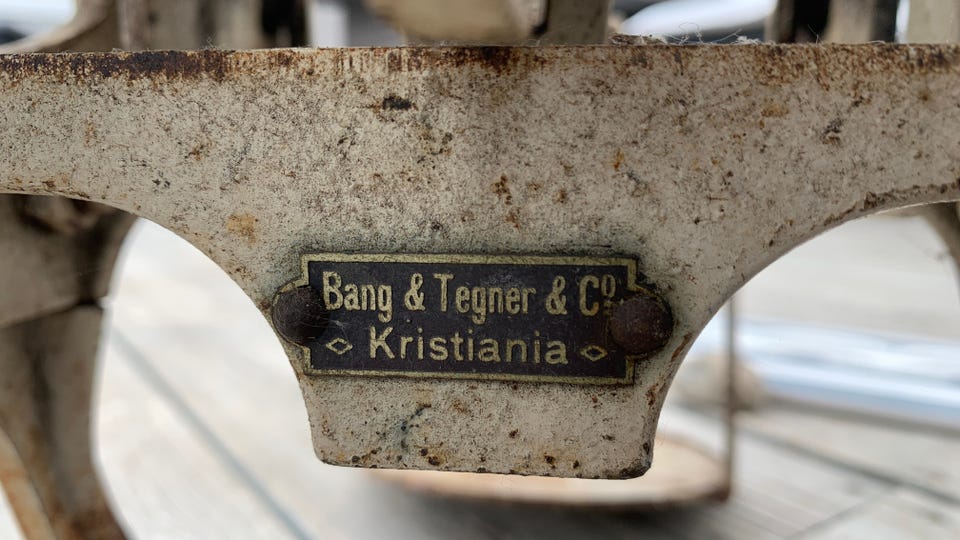 Bang & Tegner & Co.
Kristiania